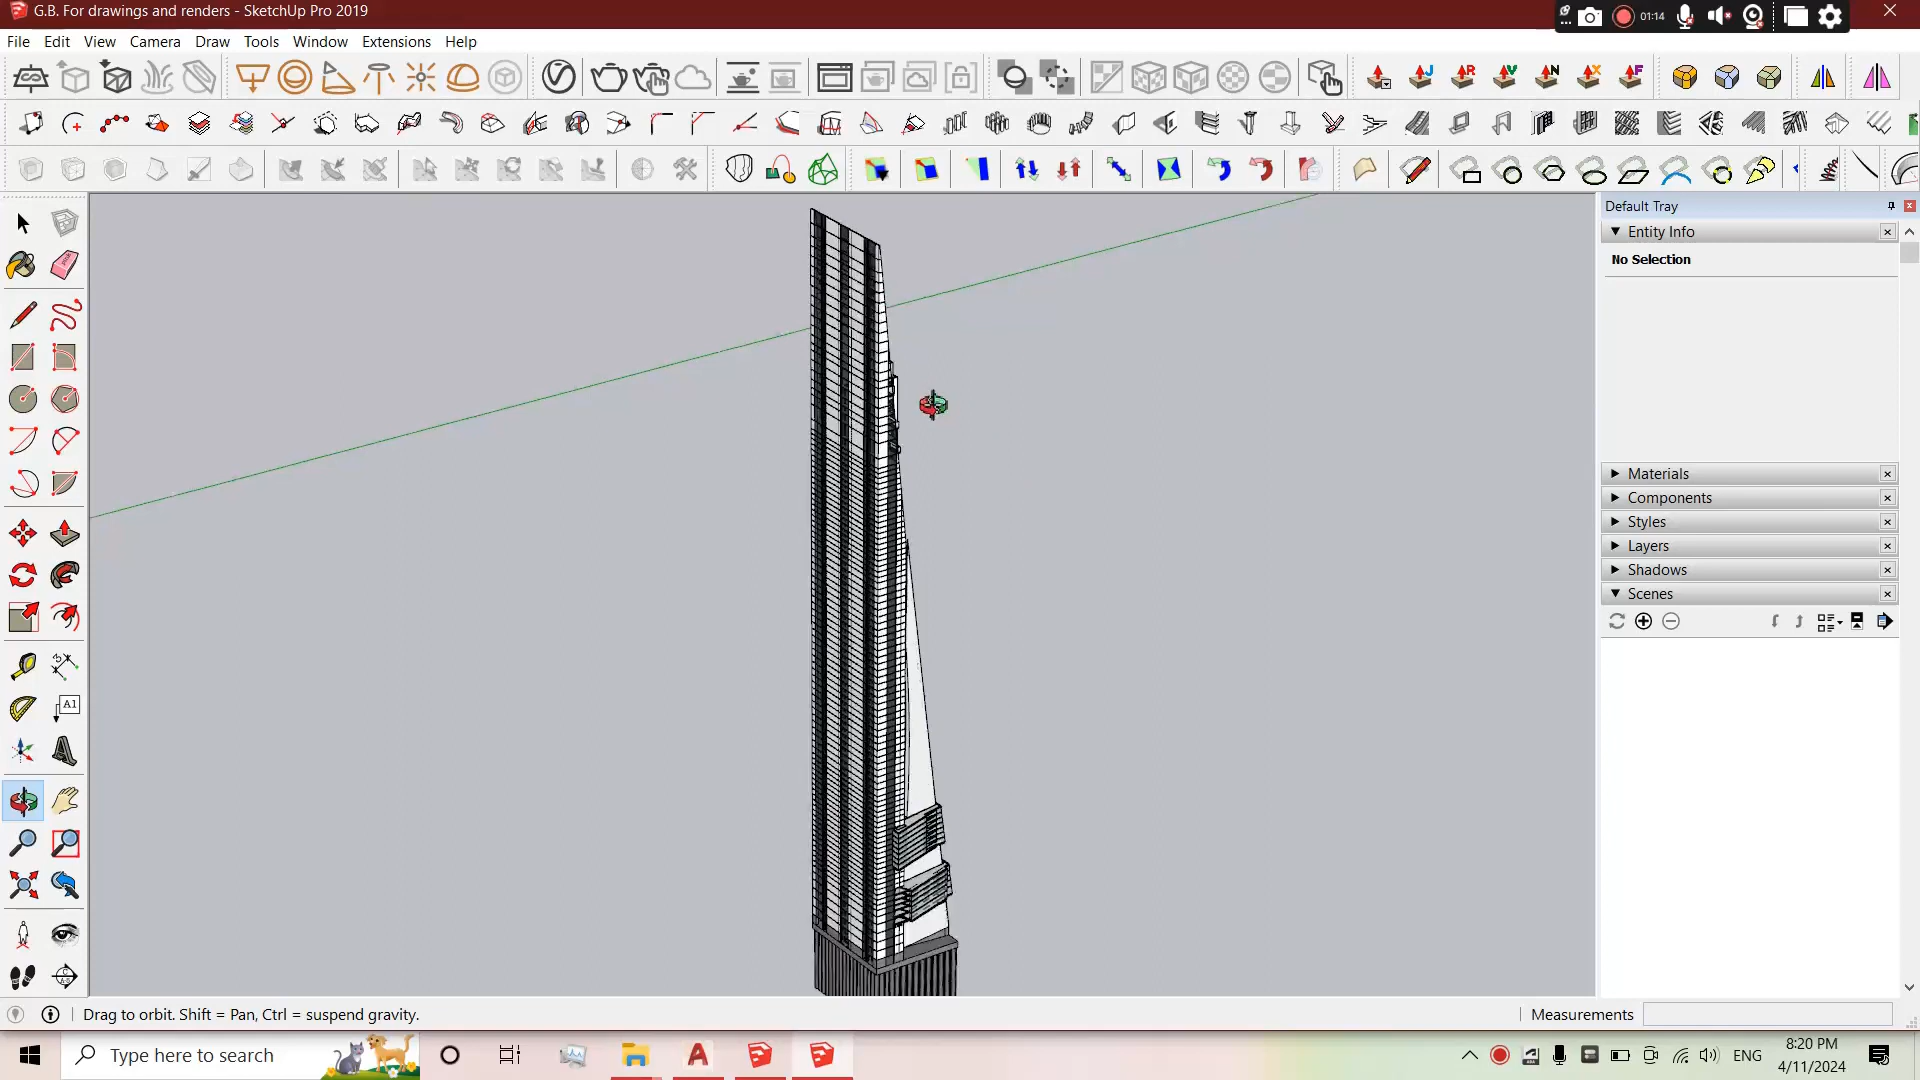 G.B. For drawings and renders - SketchUp Pro 2019
01:14
File Edit View Camera Draw Tools Window Extensions Help
J R V N X F
Default Tray
Entity Info
No Selection
A1
Materials
Components
Styles
Layers
Shadows
Scenes
Drag to orbit. Shift = Pan, Ctrl = suspend gravity.
Measurements
Type here to search
A
ENG
8:20 PM
4/11/2024